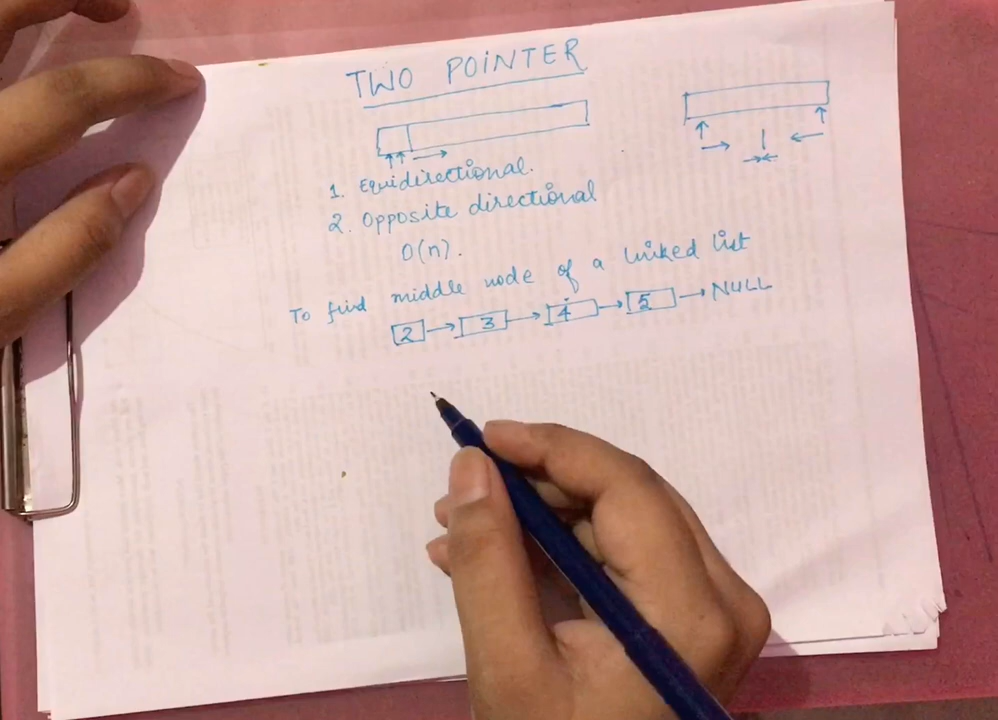 TWO POINTER
1. Equidirectional.
2. Opposite directional
O(n).
To find middle node of a linked list
2 → 3 → 4 → 5 → NULL